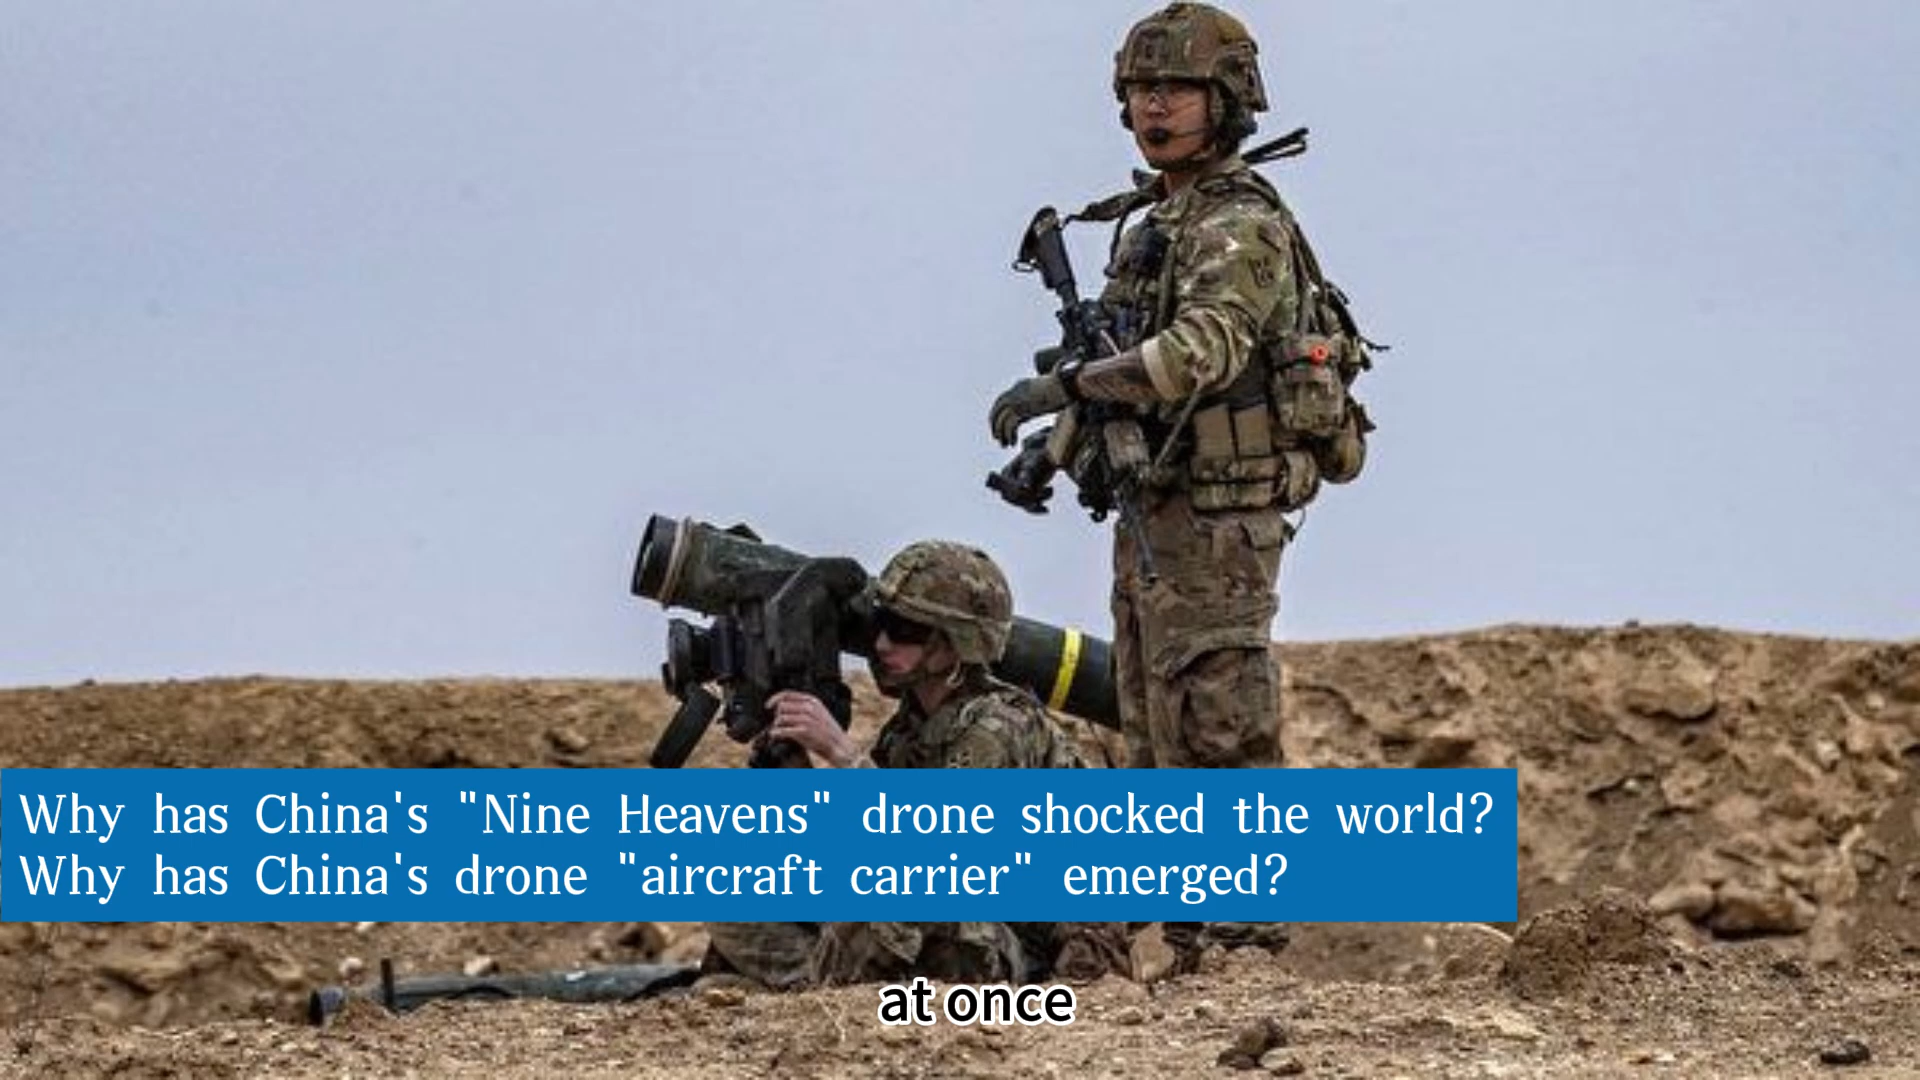 Why has China's "Nine Heavens" drone shocked the world?
Why has China's drone "aircraft carrier" emerged?
at once